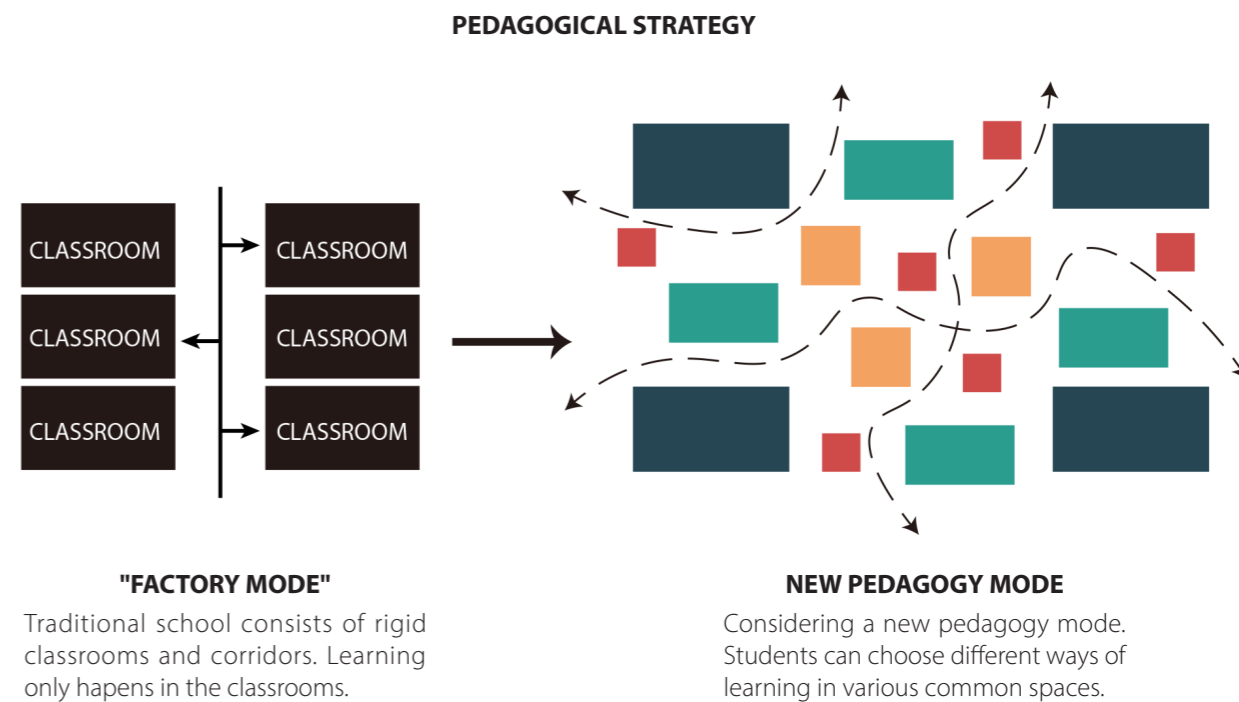 PEDAGOGICAL STRATEGY
CLASSROOM
CLASSROOM
CLASSROOM
CLASSROOM
CLASSROOM
CLASSROOM
"FACTORY MODE"
Traditional school consists of rigid
classrooms and corridors. Learning
only hapens in the classrooms.
NEW PEDAGOGY MODE
Considering a new pedagogy mode.
Students can choose different ways of
learning in various common spaces.